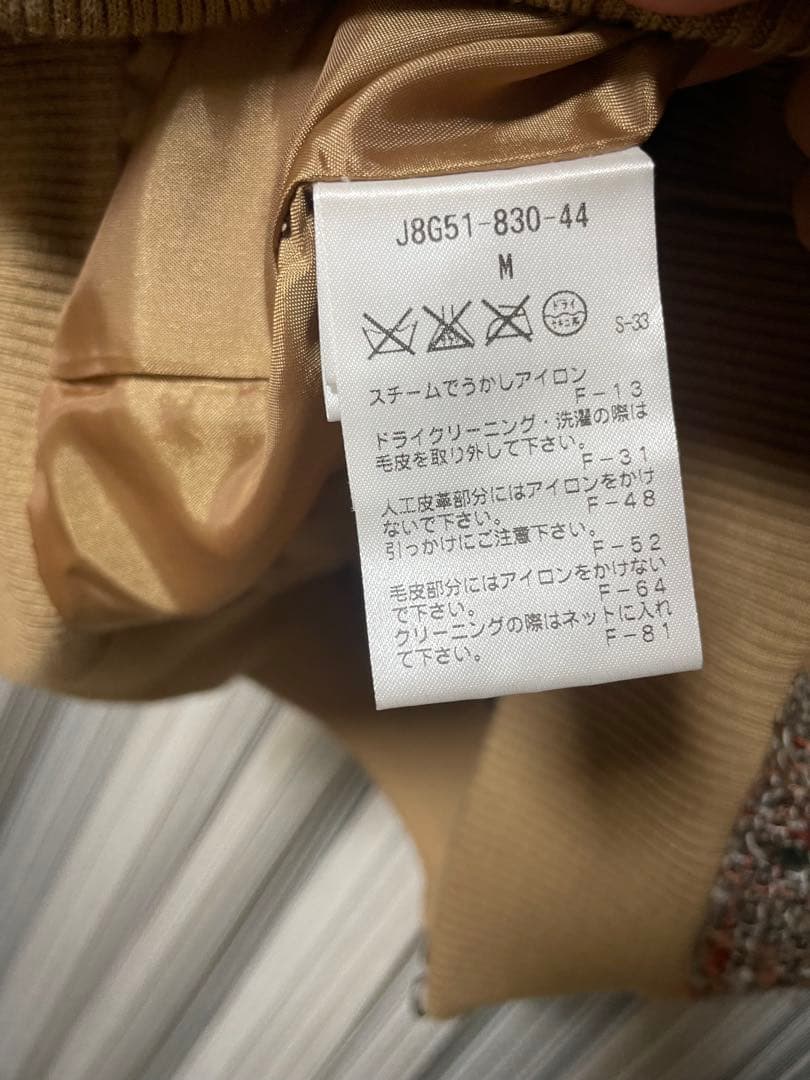 J8G51-830-44
M
ドライ
セキユ系
S-33
スチームでうかしアイロン
F-13
ドライクリーニング・洗濯の際は
毛皮を取り外して下さい。
F-31
人工皮革部分にはアイロンをかけ
ないで下さい。
F-48
引っかけにご注意下さい。
F-52
毛皮部分にはアイロンをかけない
で下さい。
F-64
クリーニングの際はネットに入れ
て下さい。
F-81